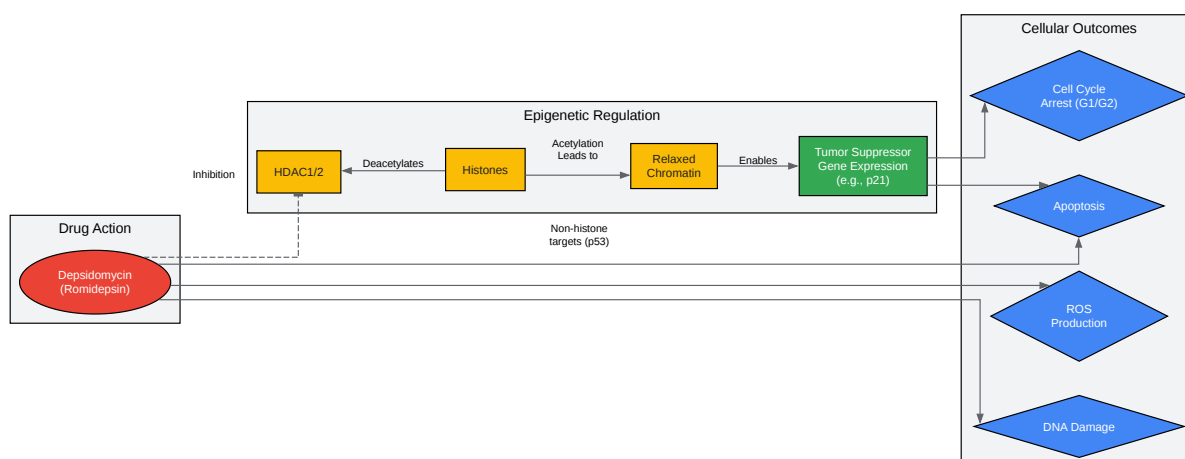 Cellular Outcomes
Cell Cycle
Arrest (G1/G2)
Epigenetic Regulation
Inhibition
HDAC1/2
Deacetylates
Histones
Acetylation
Leads to
Relaxed
Chromatin
Enables
Tumor Suppressor
Gene Expression
(e.g., p21)
Apoptosis
Drug Action
Non-histone
targets (p53)
Depsidomycin
(Romidepsin)
ROS
Production
DNA Damage